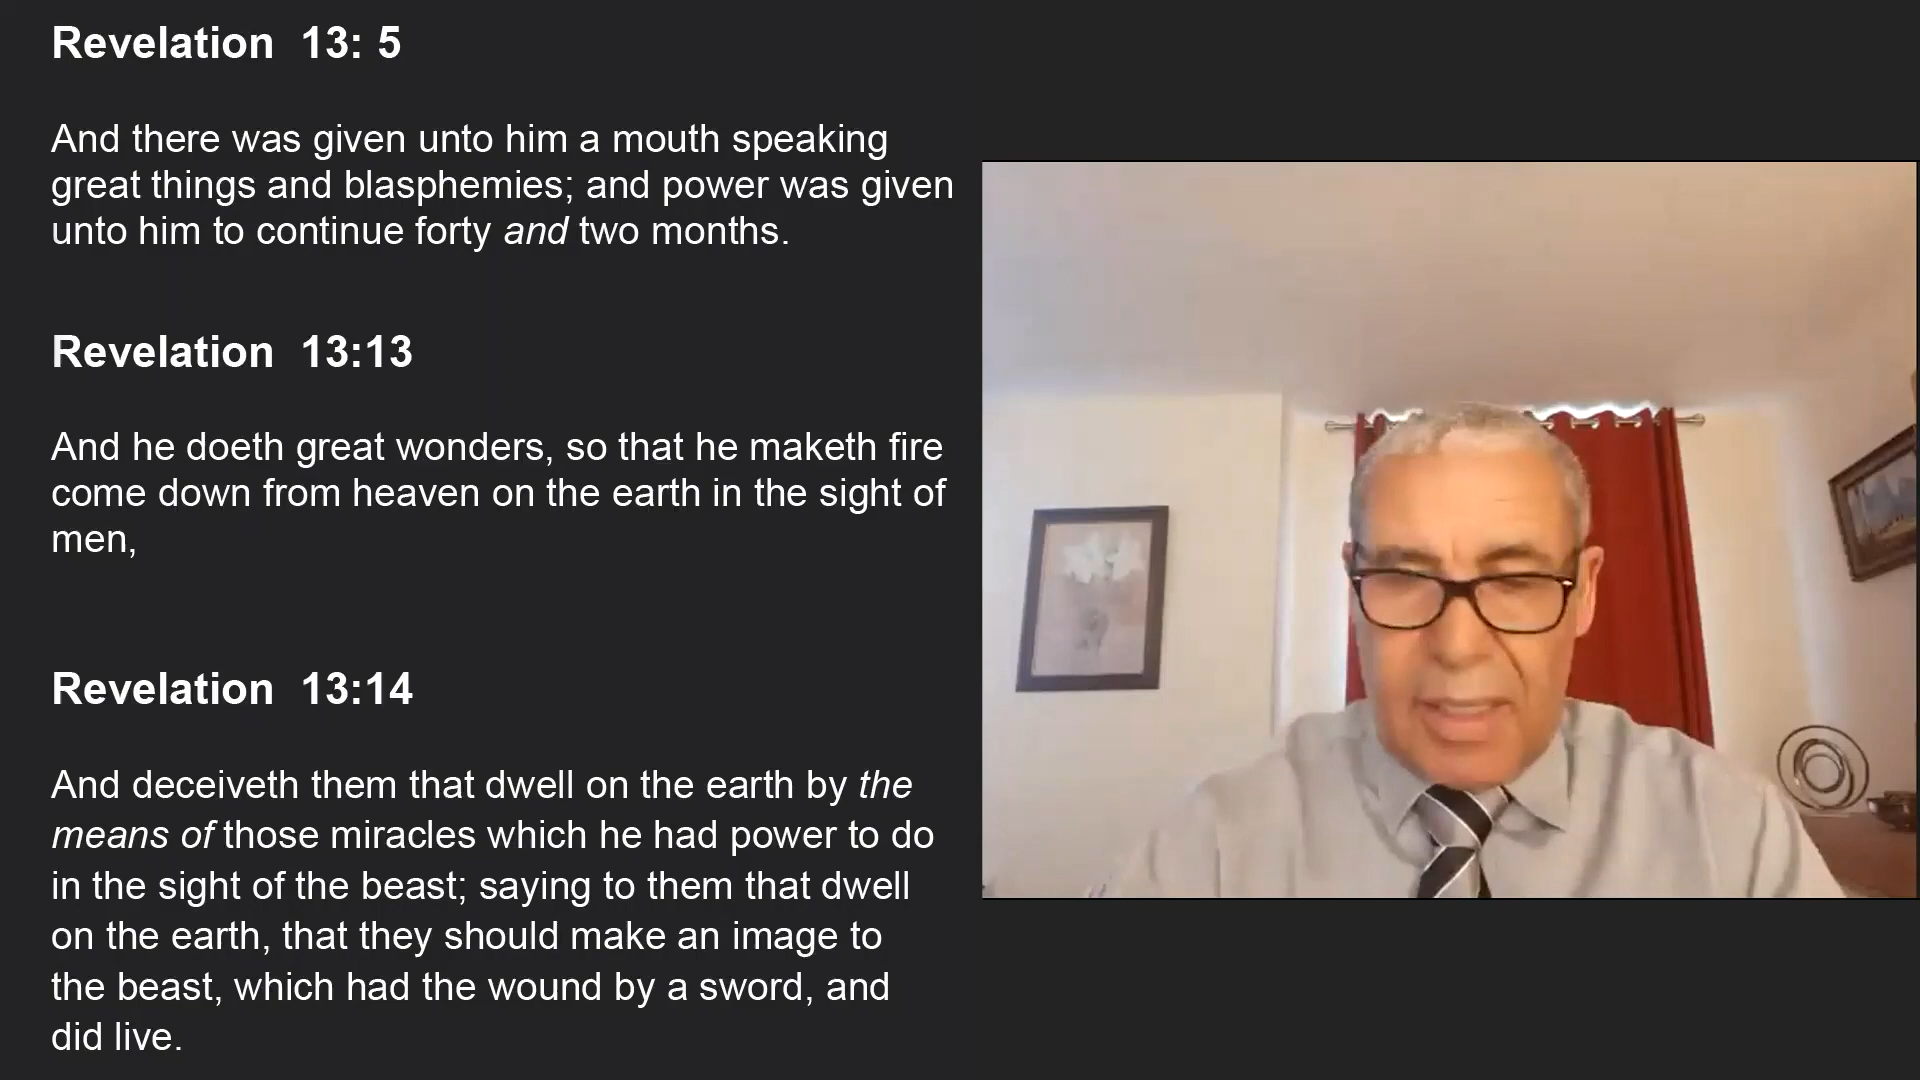 Revelation 13: 5
And there was given unto him a mouth speaking
great things and blasphemies; and power was given
unto him to continue forty and two months.
Revelation 13:13
And he doeth great wonders, so that he maketh fire
come down from heaven on the earth in the sight of
men,
Revelation 13:14
And deceiveth them that dwell on the earth by the
means of those miracles which he had power to do
in the sight of the beast; saying to them that dwell
on the earth, that they should make an image to
the beast, which had the wound by a sword, and
did live.